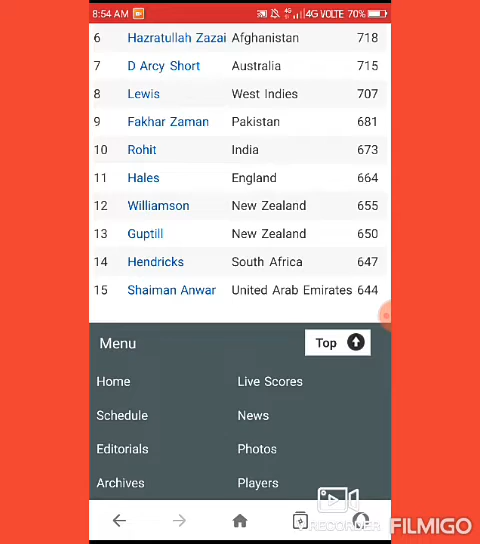 8:54 AM 4G 4G VOLTE 70%
6 Hazratullah Zazai Afghanistan 718
7 D Arcy Short Australia 715
8 Lewis West Indies 707
9 Fakhar Zaman Pakistan 681
10 Rohit India 673
11 Hales England 664
12 Williamson New Zealand 655
13 Guptill New Zealand 650
14 Hendricks South Africa 647
15 Shaiman Anwar United Arab Emirates 644
Menu Top
Home Live Scores
Schedule News
Editorials Photos
Archives Players
RECORDER FILMIGO